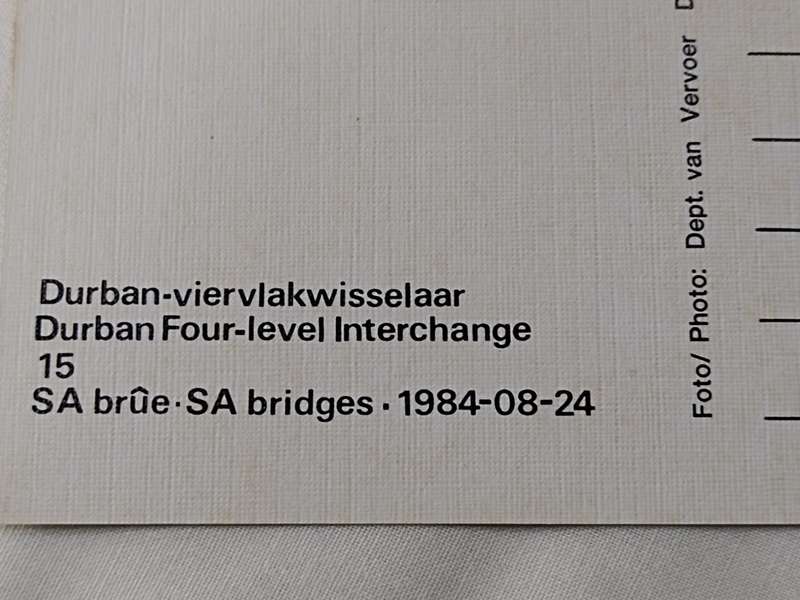 Durban-viervlakwisselaar
Durban Four-level Interchange
15
SA brûe · SA bridges · 1984-08-24
Foto/ Photo: Dept. van Vervoer